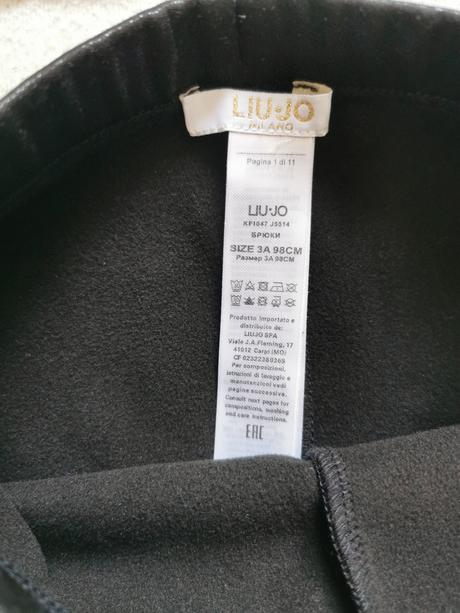 LIU·JO
MILANO
Pagina 1 di 11
LIU·JO
KF1047 J5514
БРЮКИ
SIZE 3A 98CM
Размер 3A 98CM
Prodotto importato e
distribuito da:
LIUJO SPA
Viale J.A.Fleming, 17
41012 Carpi (MO)
CF 02322380369
Per composizioni,
istruzioni di lavaggio e
manutenzioni vedi
pagine successive.
Consult next pages for
compositions, washing
and care instructions.
EAC